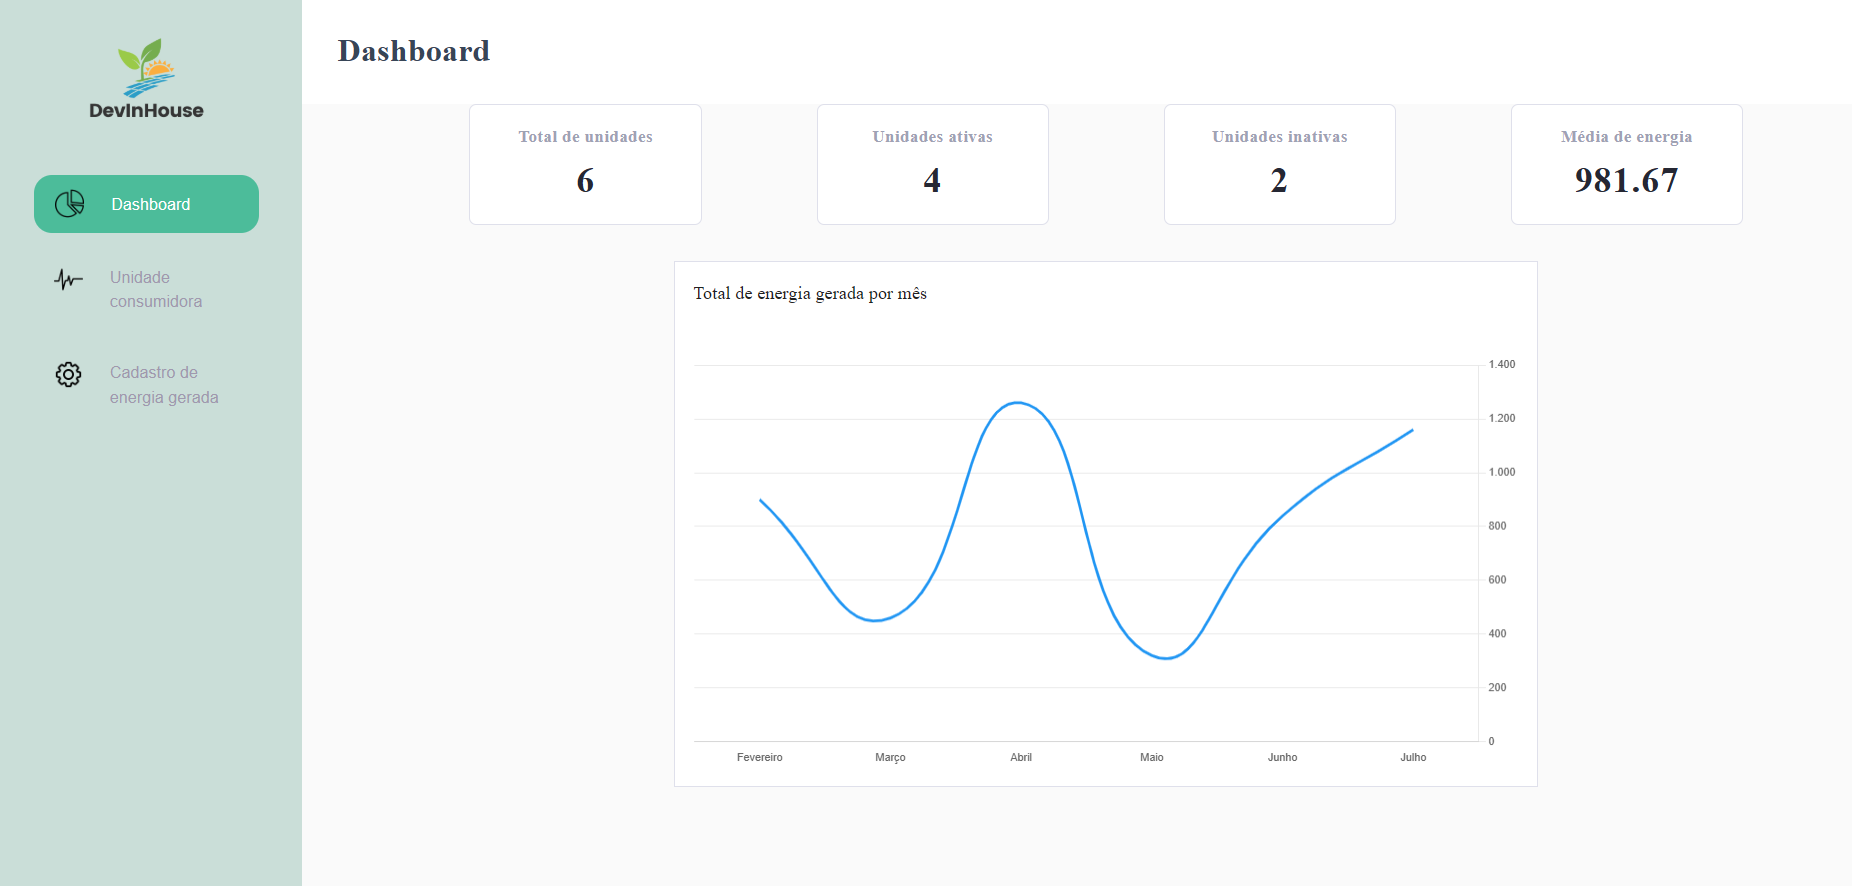 DevInHouse
Dashboard
Unidade
consumidora
Cadastro de
energia gerada
Dashboard
Total de unidades
6
Unidades ativas
4
Unidades inativas
2
Média de energia
981.67
Total de energia gerada por mês
1.400
1.200
1.000
800
600
400
200
0
Fevereiro
Março
Abril
Maio
Junho
Julho